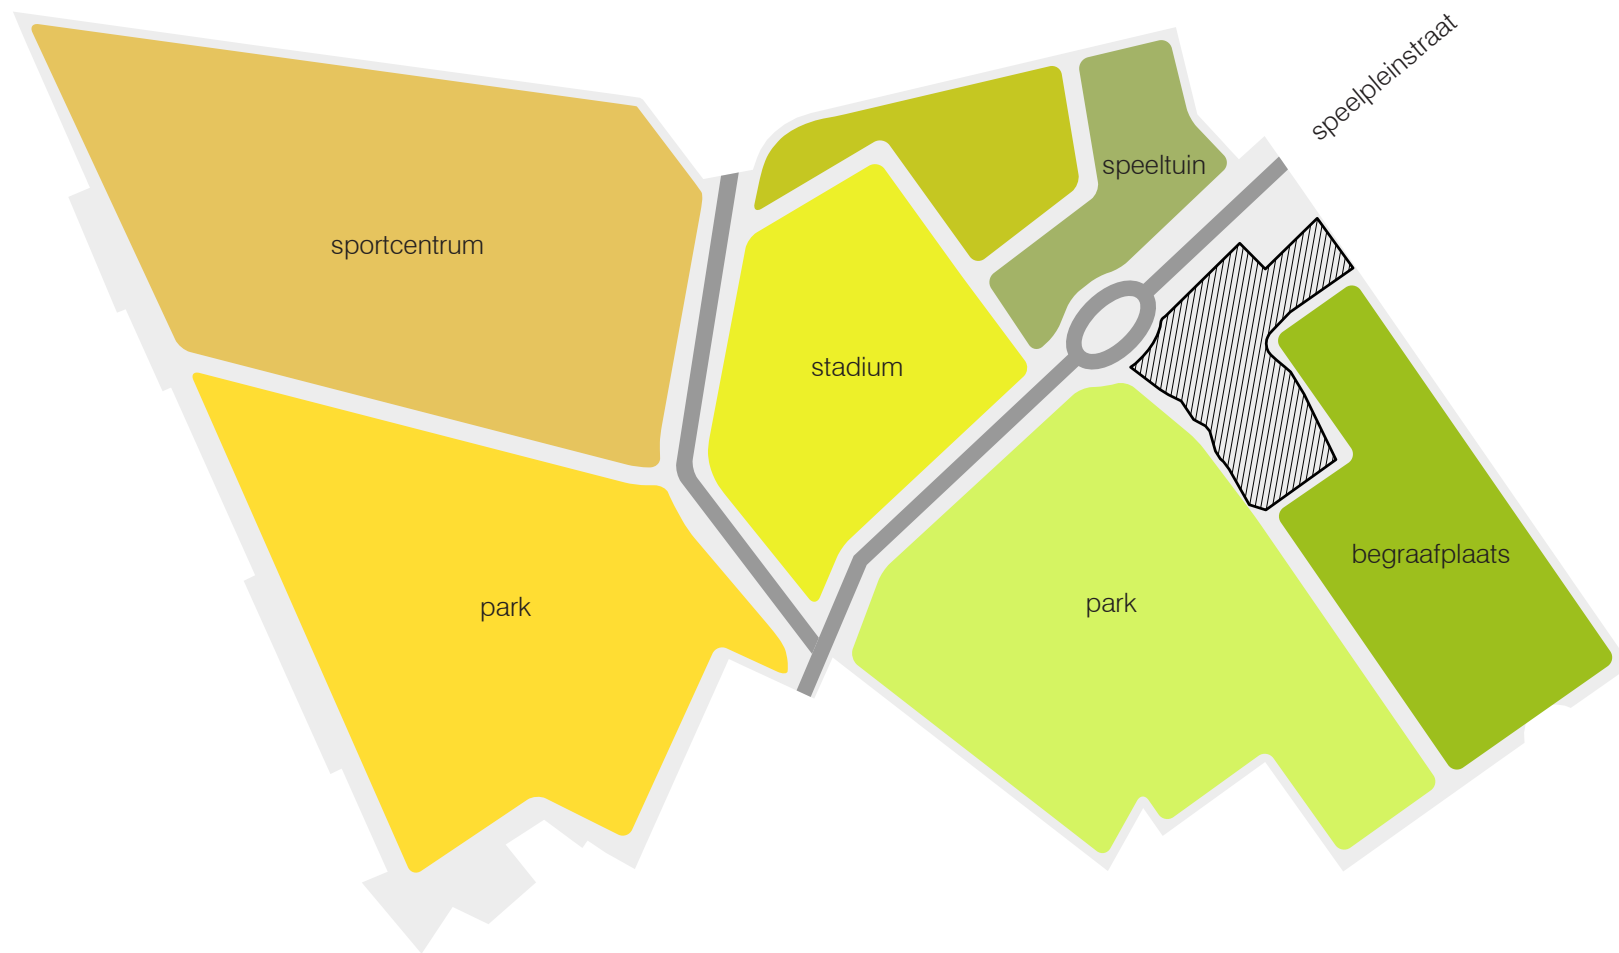 speelpleinstraat
speeltuin
sportcentrum
stadium
begraafplaats
park
park